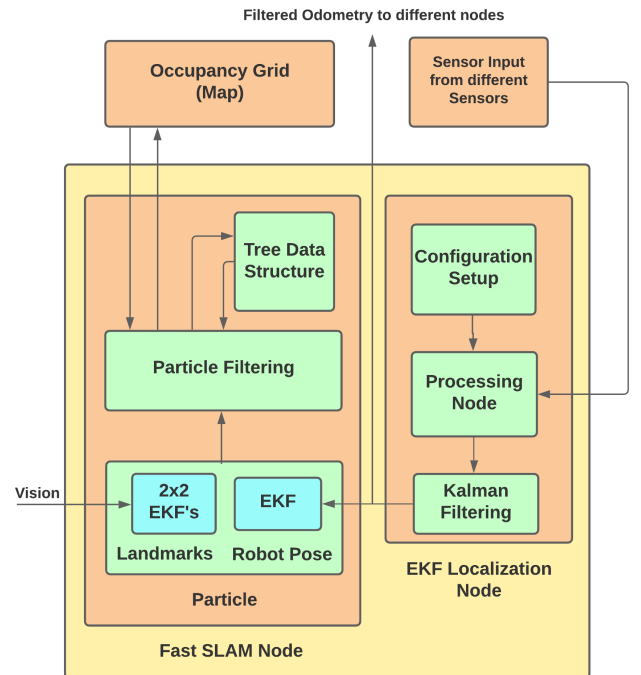 Filtered Odometry to different nodes
Occupancy Grid
(Map)
Sensor Input
from different
Sensors
Tree Data
Structure
Configuration
Setup
Particle Filtering
Processing
Node
Vision
2x2
EKF's
EKF
Kalman
Filtering
Landmarks
Robot Pose
EKF Localization
Node
Particle
Fast SLAM Node